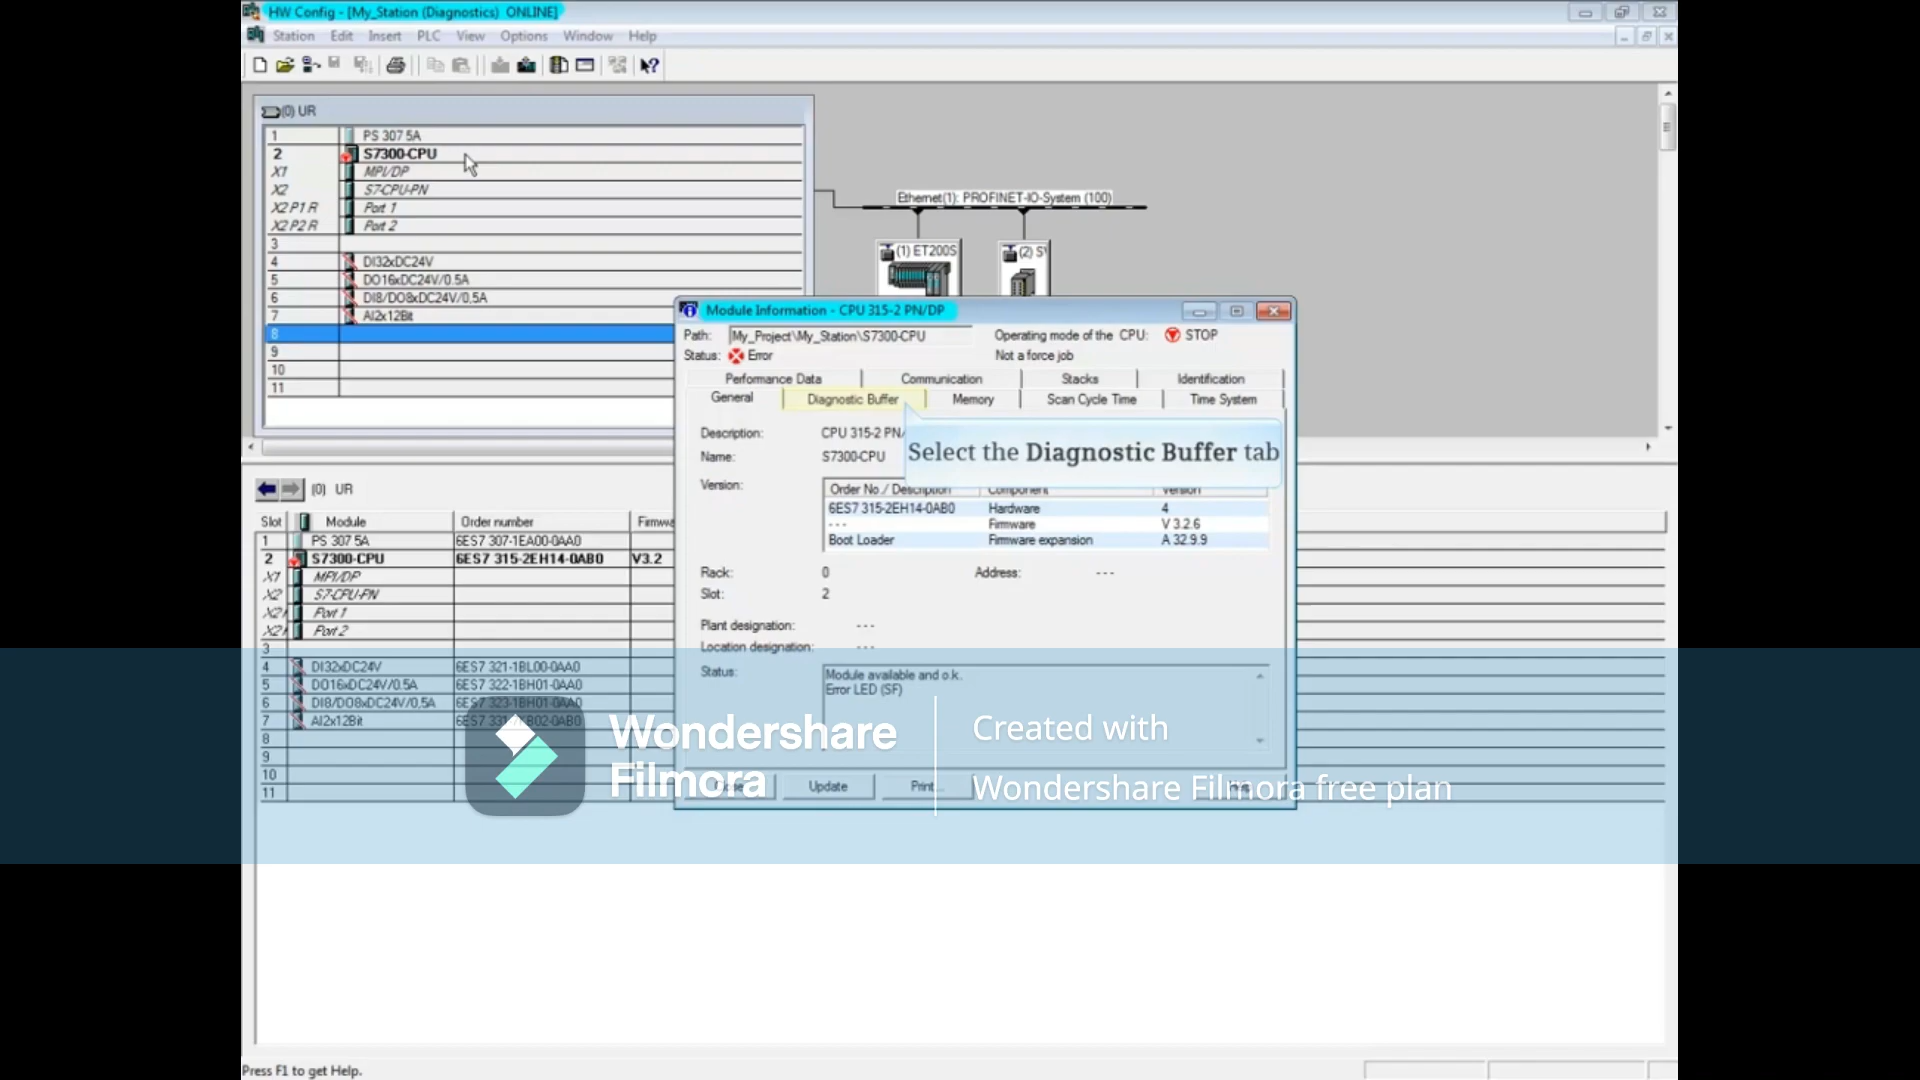 HW Config - [My_Station (Diagnostics) ONLINE]
Station Edit Insert PLC View Options Window Help
(0) UR
1 PS 307 5A
2 S7300-CPU
X1 MPI/DP
X2 S7-CPU-PN
X2 P1 R Port 1
X2 P2 R Port 2
3
4 DI32xDC24V
5 DO16xDC24V/0.5A
6 DI8/DO8xDC24V/0,5A
7 AI2x12Bit
8
9
10
11
Ethernet(1): PROFINET-IO-System (100)
(1) ET200S
(2)
Module Information - CPU 315-2 PN/DP
Path: My_Project\My_Station\S7300-CPU Operating mode of the CPU: STOP
Status: Error Not a force job
Performance Data Communication Stacks Identification
General Diagnostic Buffer Memory Scan Cycle Time Time System
Description: CPU 315-2 PN/
Select the Diagnostic Buffer tab
Name: S7300-CPU
Version: Order No./ Description Component Version
6ES7 315-2EH14-0AB0 Hardware 4
- - - Firmware V 3.2.6
Boot Loader Firmware expansion A 32.9.9
Rack: 0 Address: - - -
Slot: 2
Plant designation: - - -
Location designation: - - -
Status: Module available and o.k.
Error LED (SF)
Update Print...
(0) UR
Slot Module Order number Firmwa
1 PS 307 5A 6ES7 307-1EA00-0AA0
2 S7300-CPU 6ES7 315-2EH14-0AB0 V3.2
X1 MPI/DP
X2 S7-CPU-PN
X2 Port 1
X2 Port 2
3
4 DI32xDC24V 6ES7 321-1BL00-0AA0
5 DO16xDC24V/0.5A 6ES7 322-1BH01-0AA0
6 DI8/DO8xDC24V/0,5A 6ES7 323-1BH01-0AA0
7 AI2x12Bit
8
9
10
11
Wondershare
Filmora
Created with
Wondershare Filmora free plan
Press F1 to get Help.